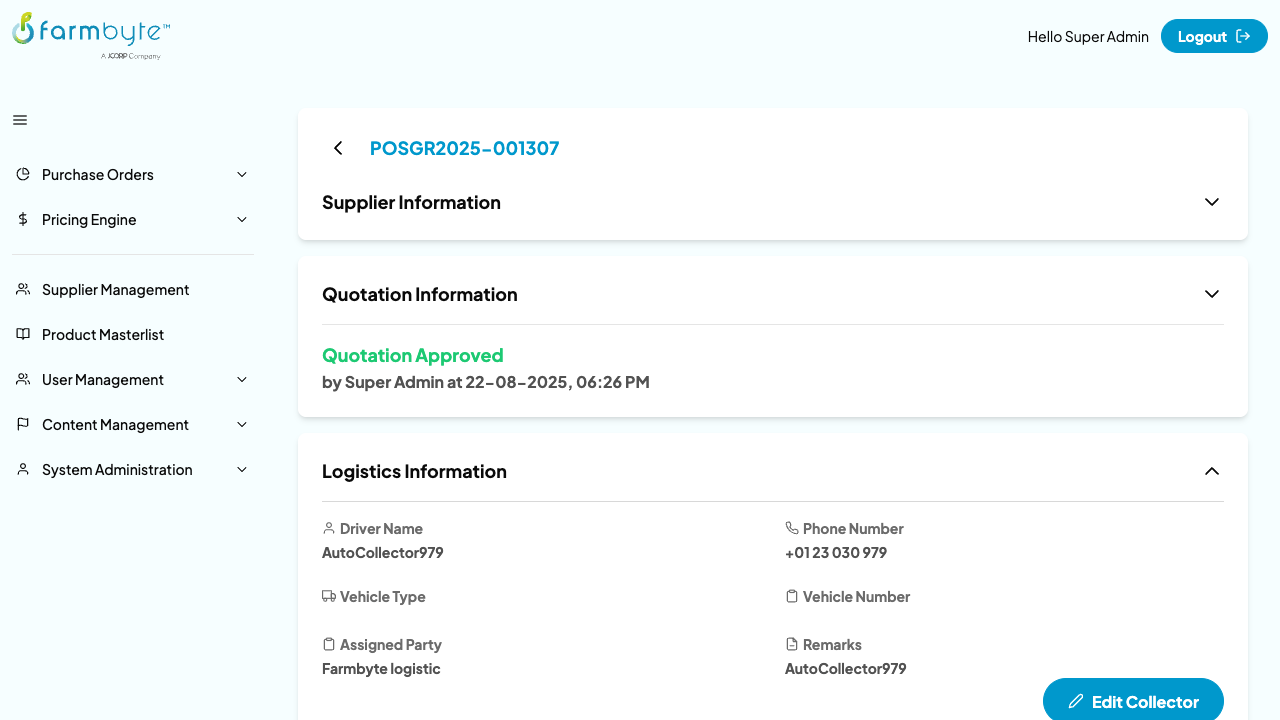 farmbyte™
A JCORP Company
Hello Super Admin
Logout
Purchase Orders
Pricing Engine
Supplier Management
Product Masterlist
User Management
Content Management
System Administration
POSGR2025-001307
Supplier Information
Quotation Information
Quotation Approved
by Super Admin at 22-08-2025, 06:26 PM
Logistics Information
Driver Name
AutoCollector979
Phone Number
+01 23 030 979
Vehicle Type
Vehicle Number
Assigned Party
Farmbyte logistic
Remarks
AutoCollector979
Edit Collector